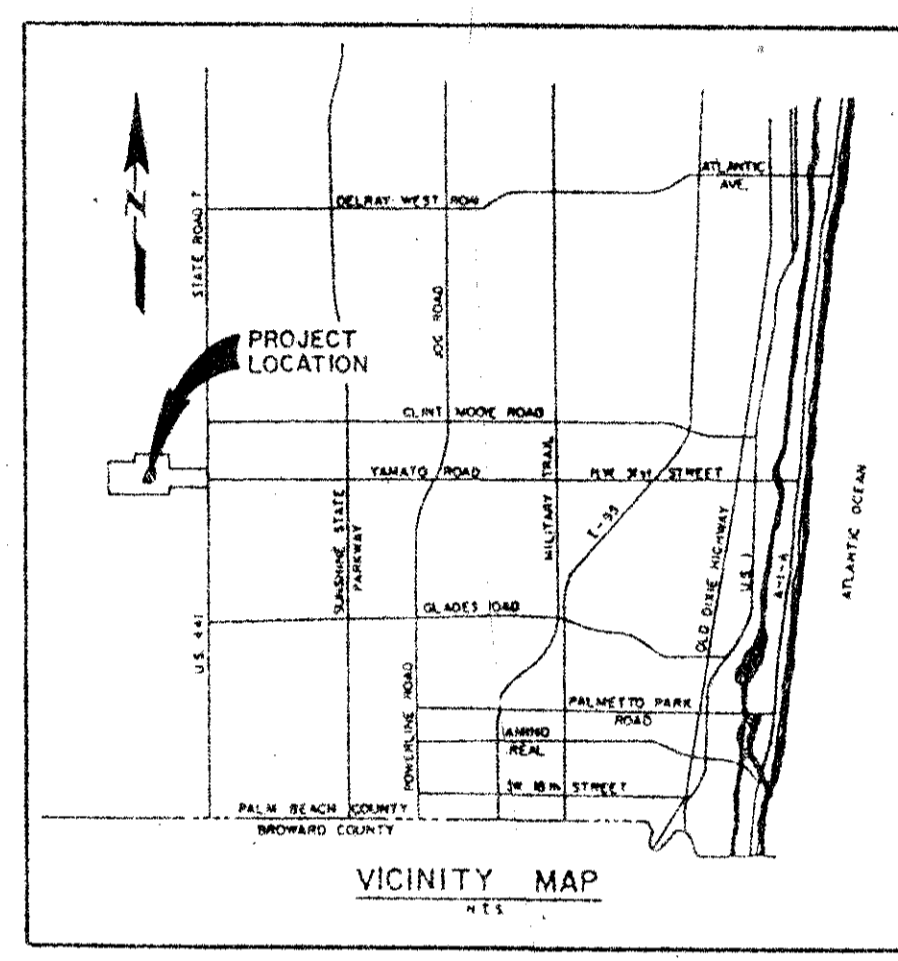 ATLANTIC
AVE.
DELRAY WEST ROAD
N
STATE ROAD 7
JOG ROAD
PROJECT
LOCATION
CLINT MOORE ROAD
YAMATO ROAD
N.W. 51st STREET
MILITARY TRAIL
I-95
SUNSHINE STATE
PARKWAY
OLD DIXIE HIGHWAY
U.S. 1
A-1-A
ATLANTIC OCEAN
GLADES ROAD
U.S. 441
POWERLINE ROAD
PALMETTO PARK
ROAD
CAMINO
REAL
S.W. 18th STREET
PALM BEACH COUNTY
BROWARD COUNTY
VICINITY MAP
N.T.S.